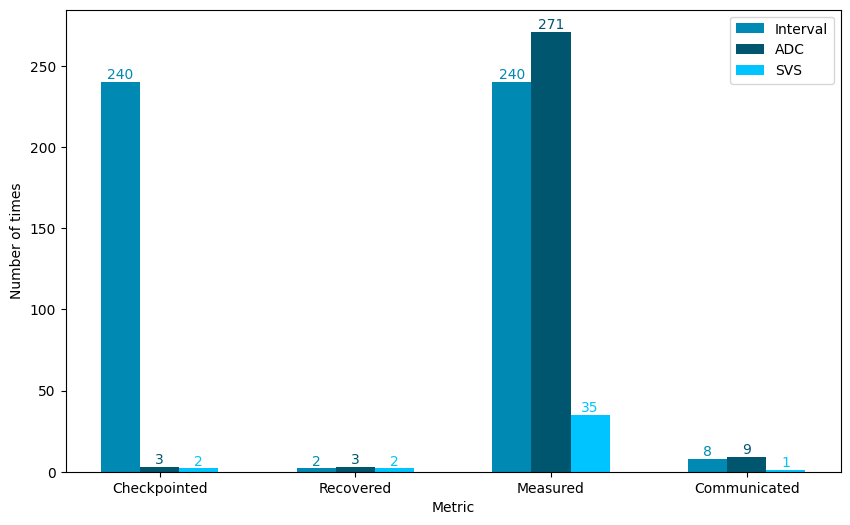 Interval
ADC
SVS
240
3
2
2
3
2
240
271
35
8
9
1
250
200
150
100
50
0
Number of times
Checkpointed
Recovered
Measured
Communicated
Metric